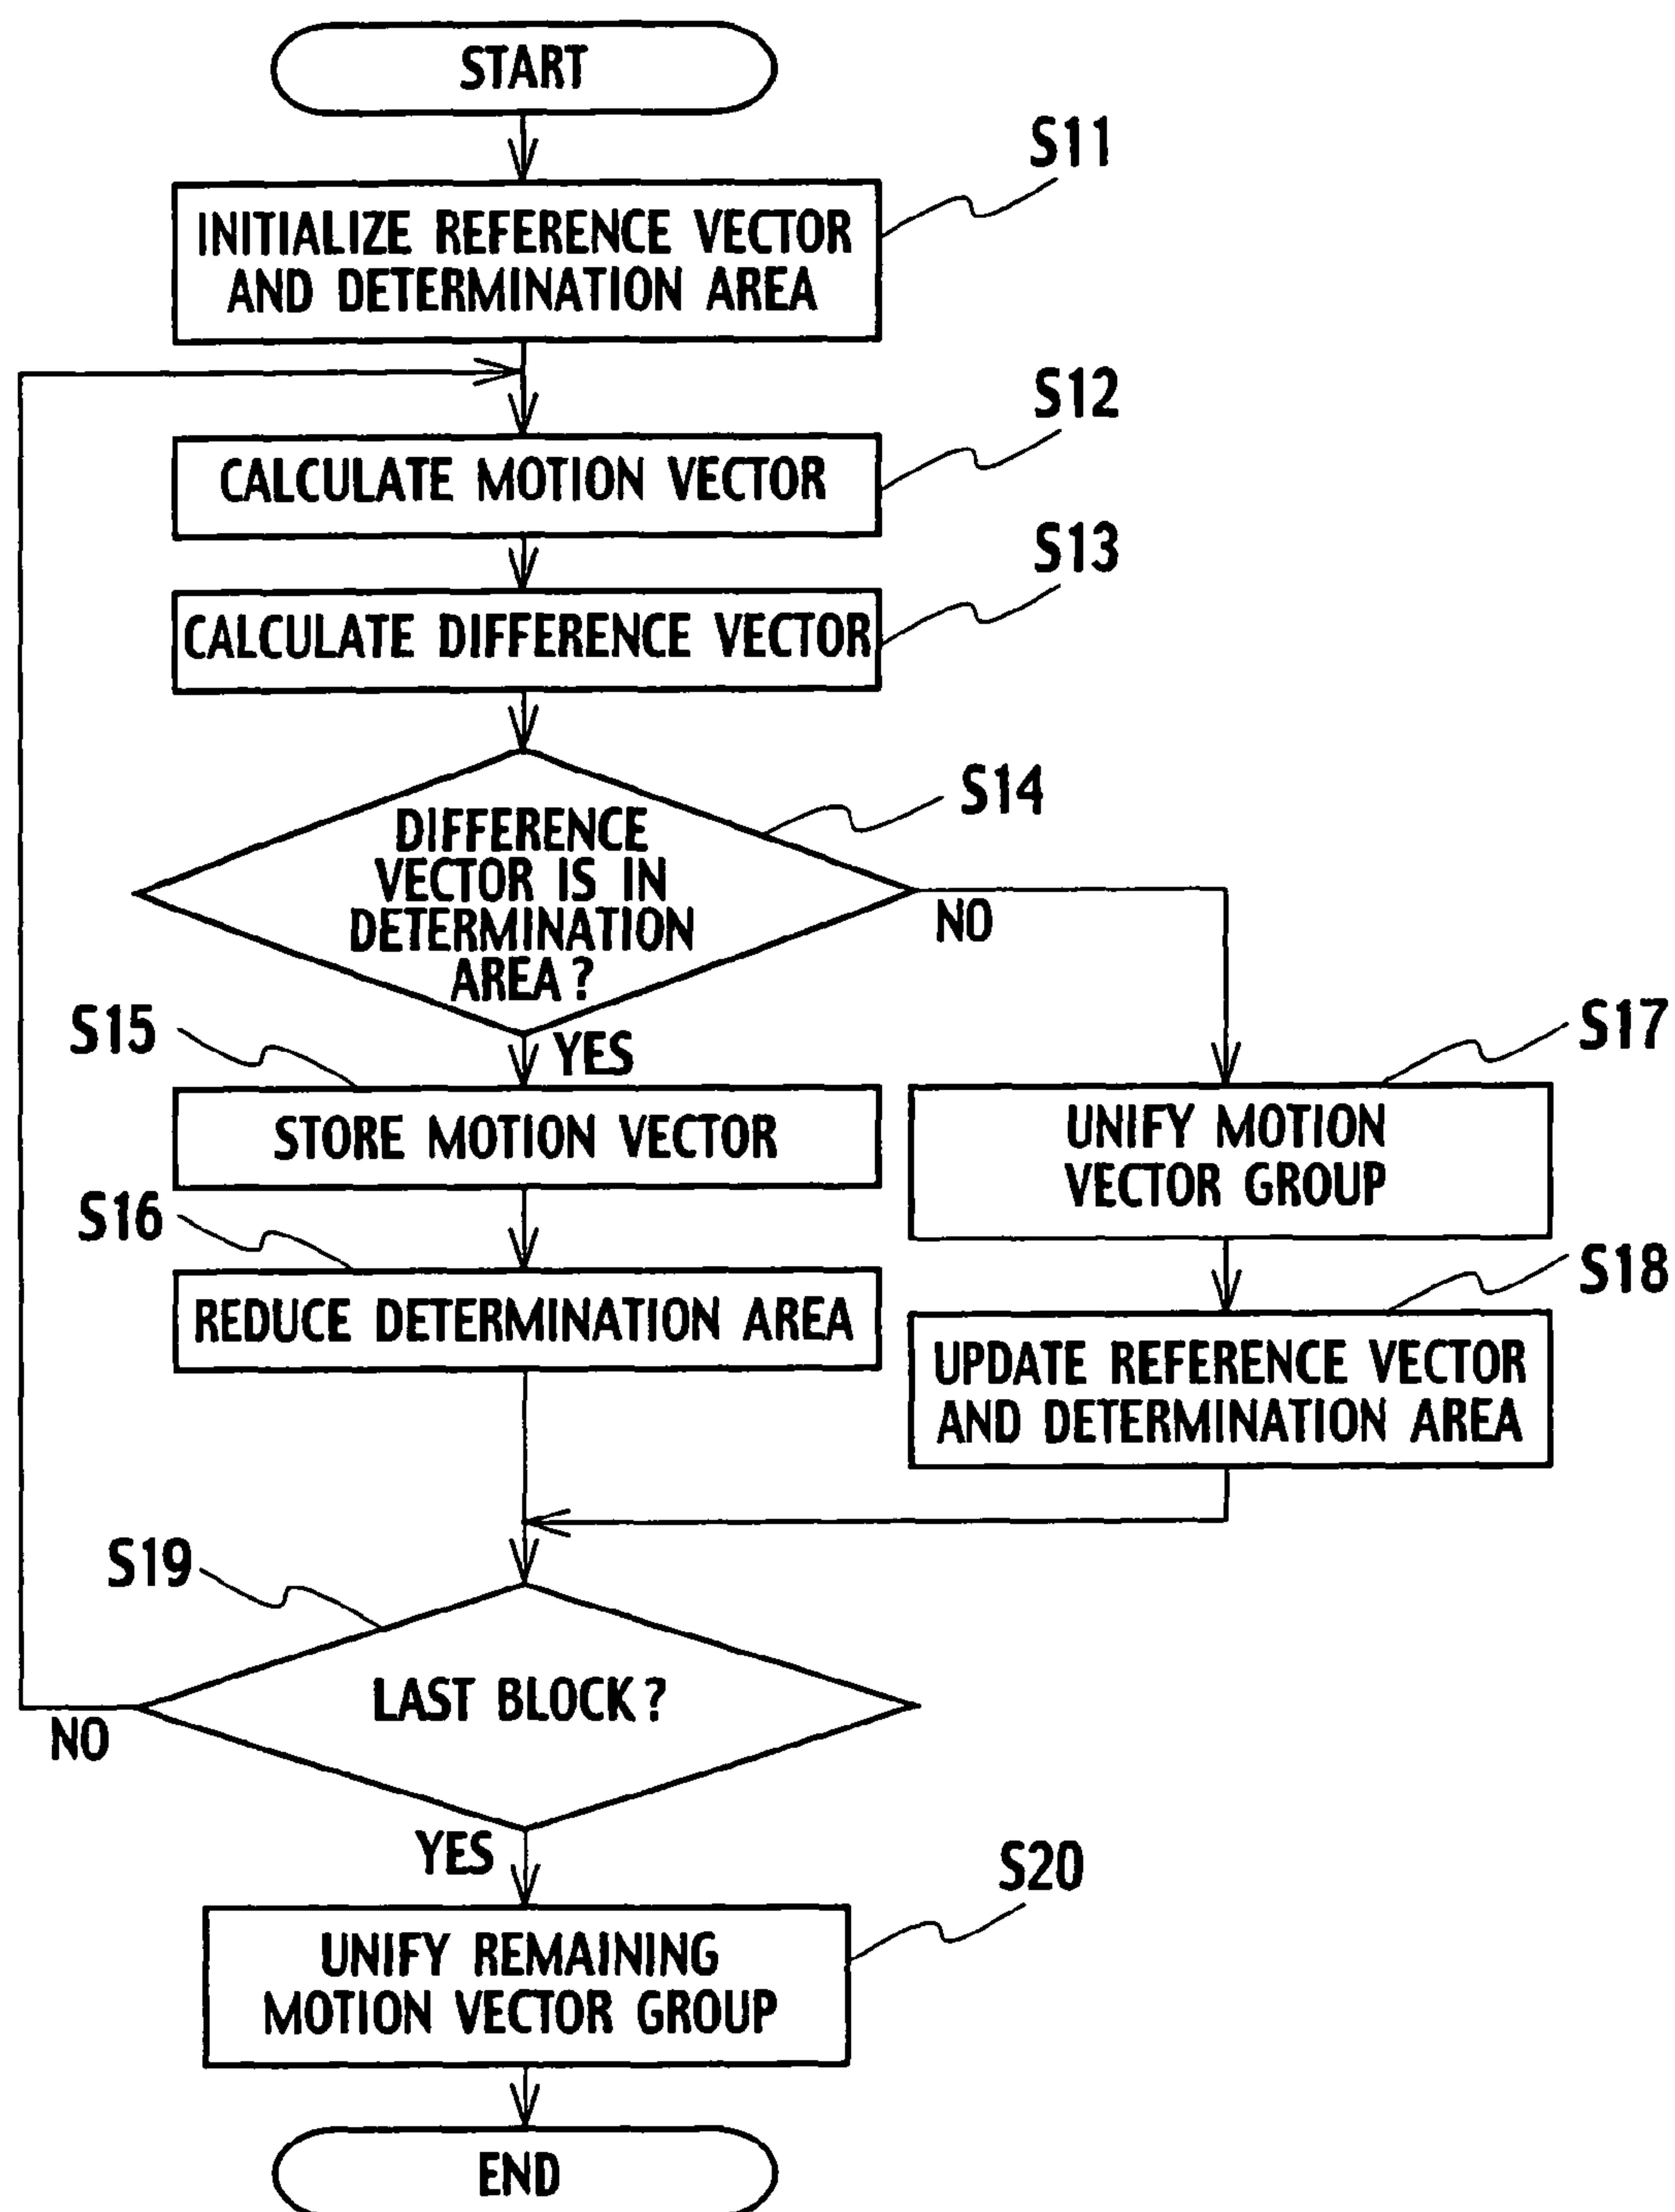 START
S11
INITIALIZE REFERENCE VECTOR
AND DETERMINATION AREA
S12
CALCULATE MOTION VECTOR
S13
CALCULATE DIFFERENCE VECTOR
S14
DIFFERENCE
VECTOR IS IN
DETERMINATION
AREA?
NO
YES
S15
STORE MOTION VECTOR
S16
REDUCE DETERMINATION AREA
S17
UNIFY MOTION
VECTOR GROUP
S18
UPDATE REFERENCE VECTOR
AND DETERMINATION AREA
S19
LAST BLOCK?
NO
YES
S20
UNIFY REMAINING
MOTION VECTOR GROUP
END